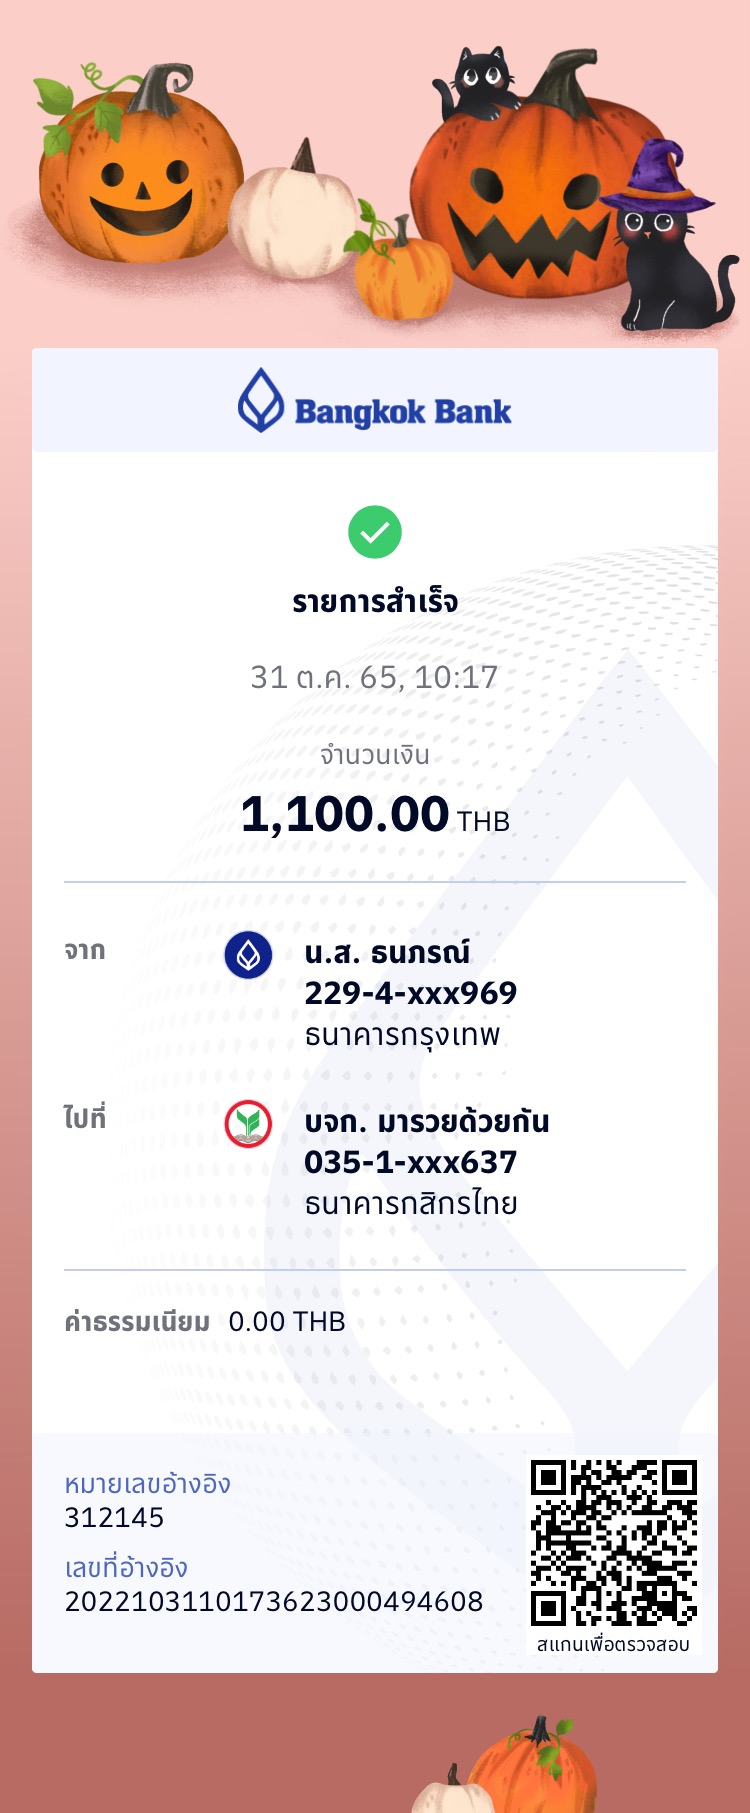 Bangkok Bank
รายการสำเร็จ
31 ต.ค. 65, 10:17
จำนวนเงิน
1,100.00 THB
จาก
น.ส. ธนภรณ์
229-4-xxx969
ธนาคารกรุงเทพ
ไปที่
บจก. มารวยด้วยกัน
035-1-xxx637
ธนาคารกสิกรไทย
ค่าธรรมเนียม 0.00 THB
หมายเลขอ้างอิง
312145
เลขที่อ้างอิง
2022103110173623000494608
สแกนเพื่อตรวจสอบ